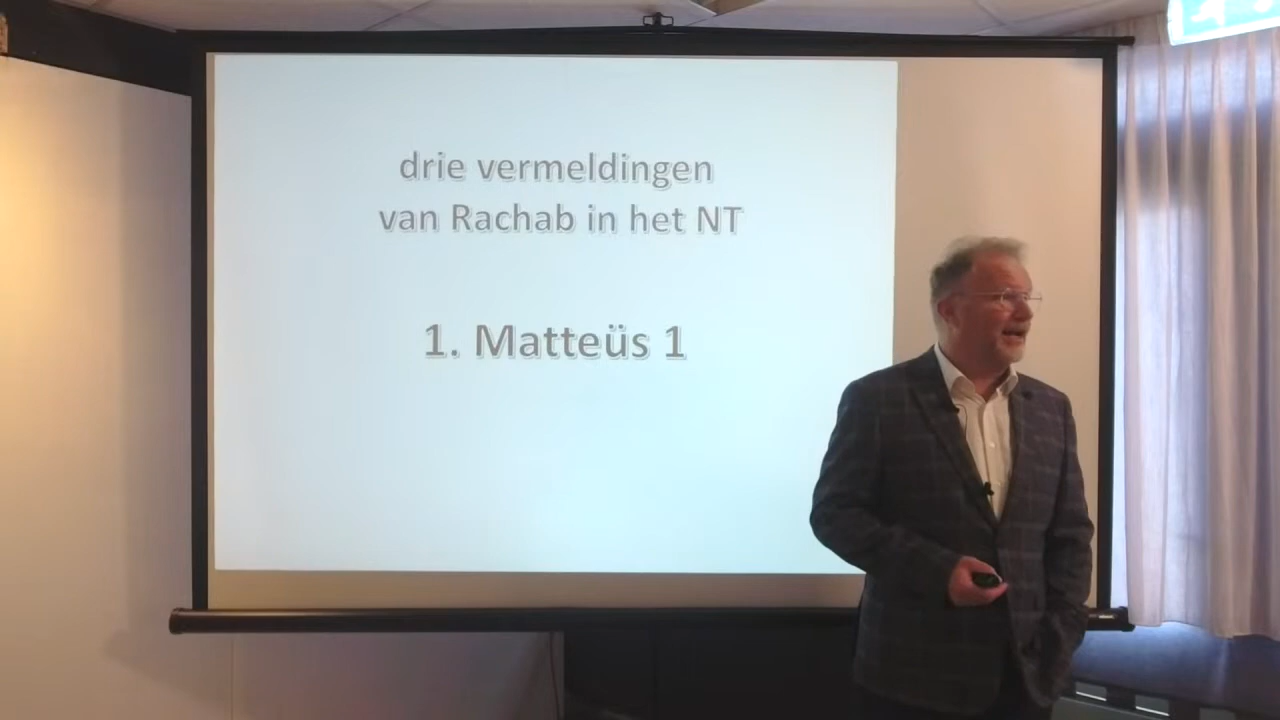 drie vermeldingen
van Rachab in het NT
1. Matteüs 1